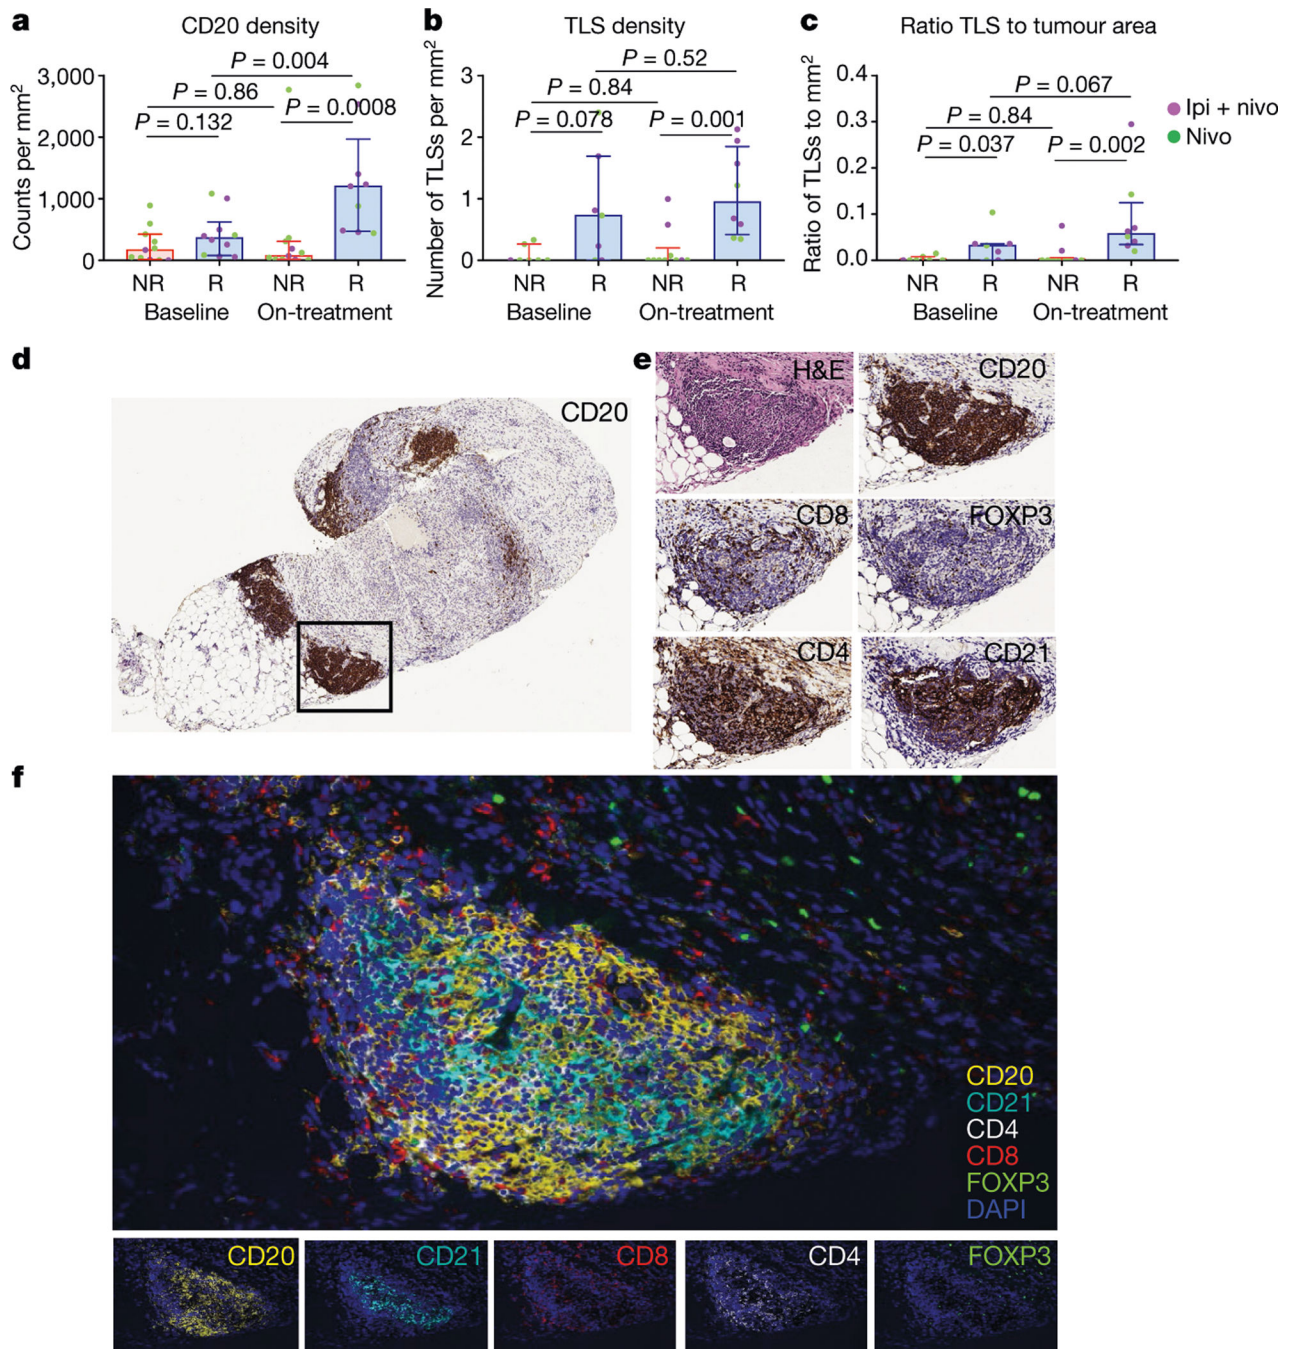 a
CD20 density
Counts per mm²
3,000
2,000
1,000
0
P = 0.004
P = 0.86
P = 0.0008
P = 0.132
NR
R
NR
R
Baseline
On-treatment
b
TLS density
Number of TLSs per mm²
3
2
1
0
P = 0.52
P = 0.84
P = 0.078
P = 0.001
NR
R
NR
R
Baseline
On-treatment
c
Ratio TLS to tumour area
Ratio of TLSs to mm²
0.4
0.3
0.2
0.1
0.0
P = 0.067
P = 0.84
P = 0.037
P = 0.002
NR
R
NR
R
Baseline
On-treatment
Ipi + nivo
Nivo
d
CD20
e
H&E
CD20
CD8
FOXP3
CD4
CD21
f
CD20
CD21
CD4
CD8
FOXP3
DAPI
CD20
CD21
CD8
CD4
FOXP3